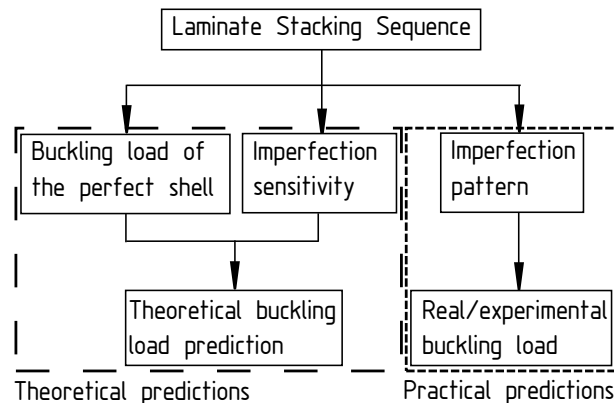 Laminate Stacking Sequence
Buckling load of
the perfect shell
Imperfection
sensitivity
Imperfection
pattern
Theoretical buckling
load prediction
Real/experimental
buckling load
Theoretical predictions
Practical predictions